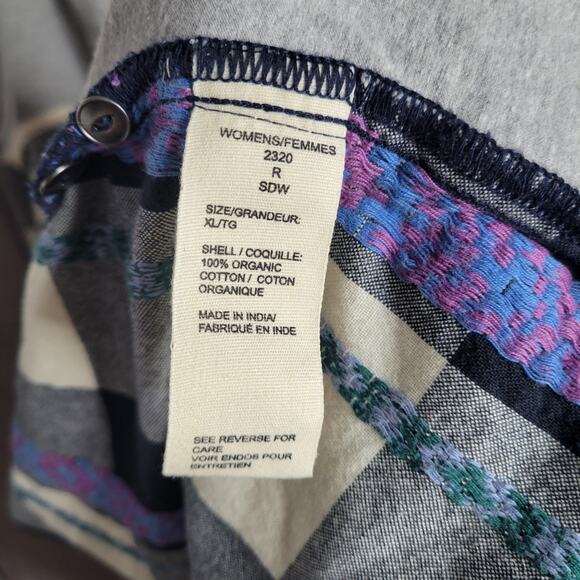 WOMENS/FEMMES
2320
R
SDW
SIZE/GRANDEUR:
XL/TG
SHELL / COQUILLE:
100% ORGANIC
COTTON / COTON
ORGANIQUE
MADE IN INDIA/
FABRIQUÉ EN INDE
SEE REVERSE FOR
CARE
VOIR ENDOS POUR
ENTRETIEN